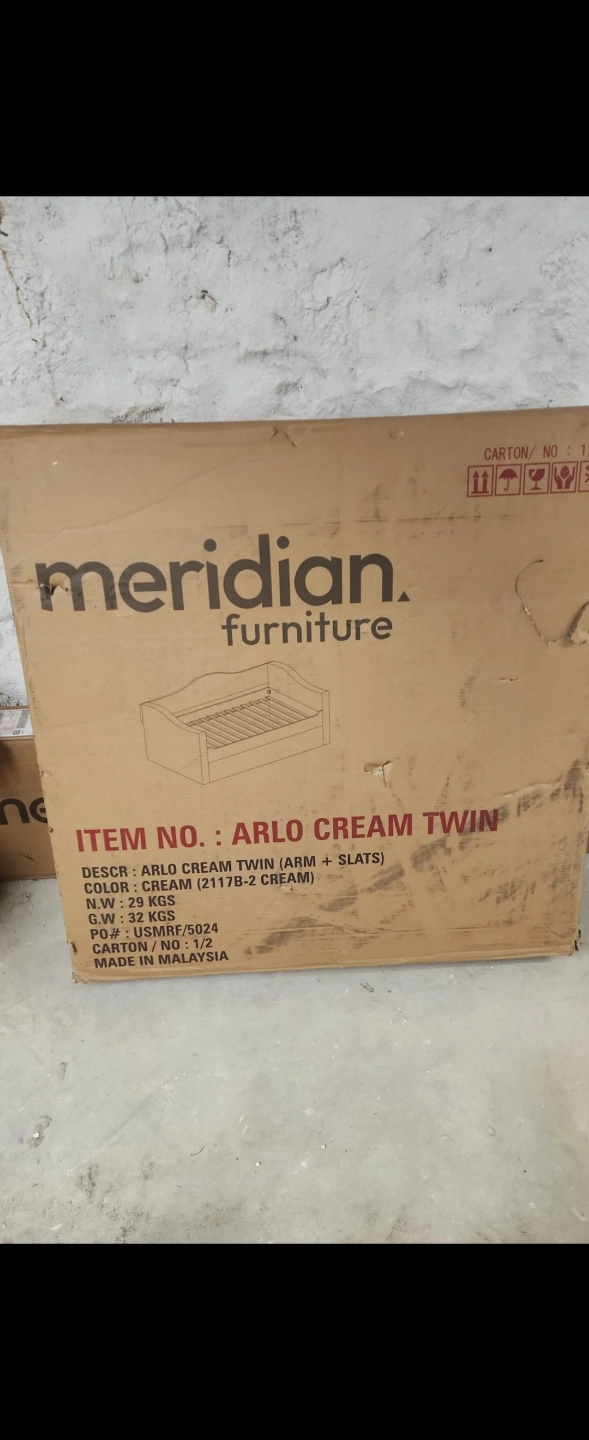 CARTON/ NO : 1/
meridian.
furniture
ITEM NO. : ARLO CREAM TWIN
DESCR : ARLO CREAM TWIN (ARM + SLATS)
COLOR : CREAM (2117B-2 CREAM)
N.W : 29 KGS
G.W : 32 KGS
PO# : USMRF/5024
CARTON / NO : 1/2
MADE IN MALAYSIA